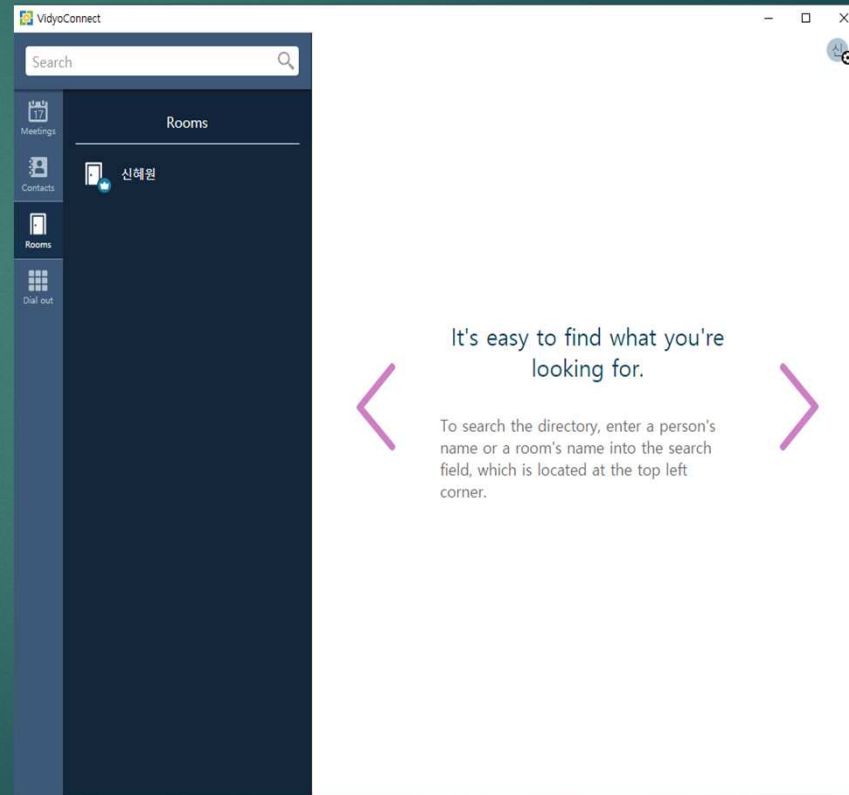 VidyoConnect
Search
신
17
Meetings
Contacts
Rooms
Dial out
Rooms
신혜원
It's easy to find what you're
looking for.
To search the directory, enter a person's
name or a room's name into the search
field, which is located at the top left
corner.